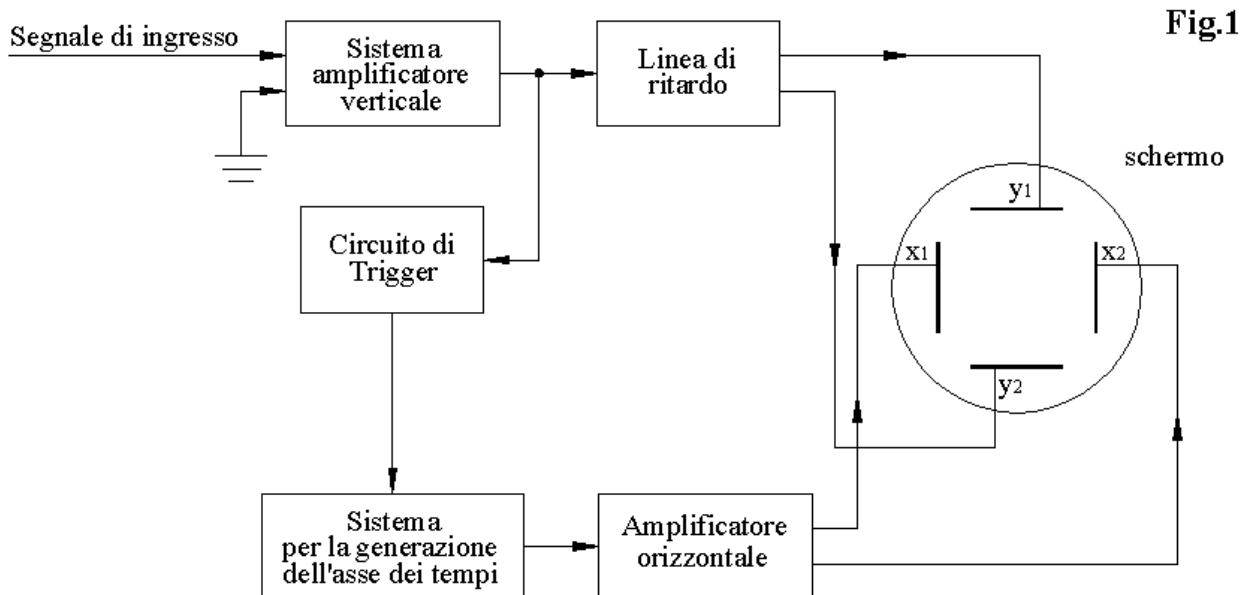 Fig.1
Segnale di ingresso
Sistema
amplificatore
verticale
Linea di
ritardo
schermo
y1
x1
x2
y2
Circuito di
Trigger
Sistema
per la generazione
dell'asse dei tempi
Amplificatore
orizzontale